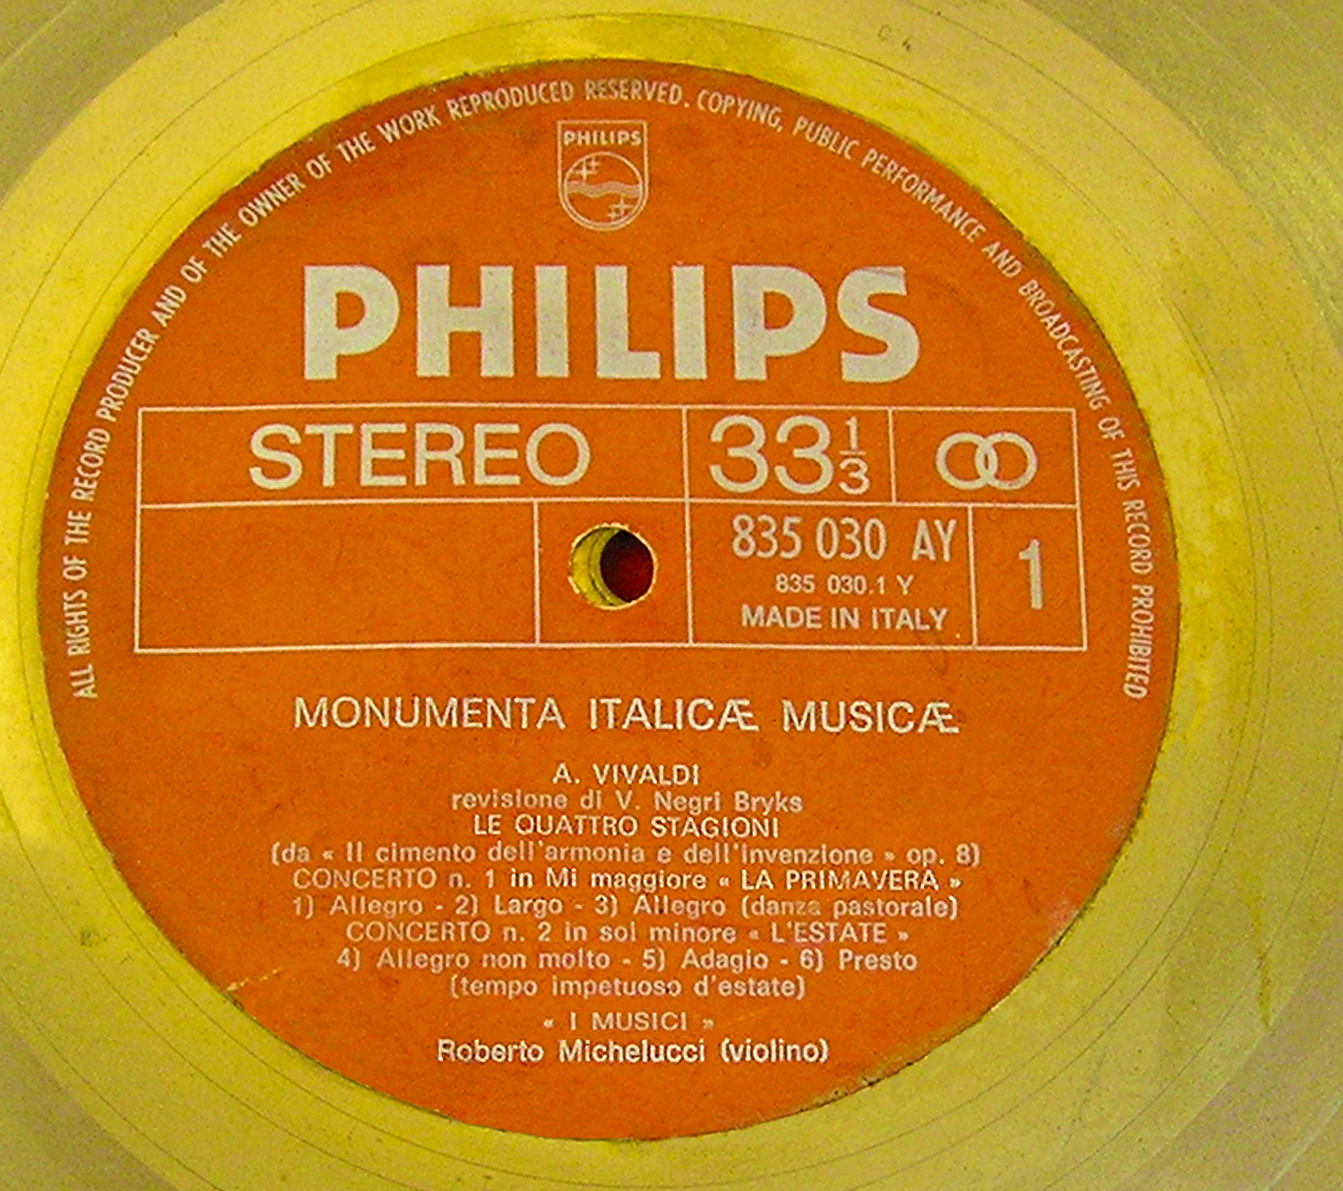 ALL RIGHTS OF THE RECORD PRODUCER AND OF THE OWNER OF THE WORK REPRODUCED RESERVED. COPYING, PUBLIC PERFORMANCE AND BROADCASTING OF THIS RECORD PROHIBITED
PHILIPS
PHILIPS
STEREO 33 1/3
835 030 AY
835 030.1 Y
MADE IN ITALY
1
MONUMENTA ITALICÆ MUSICÆ
A. VIVALDI
revisione di V. Negri Bryks
LE QUATTRO STAGIONI
(da « Il cimento dell'armonia e dell'invenzione » op. 8)
CONCERTO n. 1 in Mi maggiore « LA PRIMAVERA »
1) Allegro - 2) Largo - 3) Allegro (danza pastorale)
CONCERTO n. 2 in sol minore « L'ESTATE »
4) Allegro non molto - 5) Adagio - 6) Presto
(tempo impetuoso d'estate)
« I MUSICI »
Roberto Michelucci (violino)